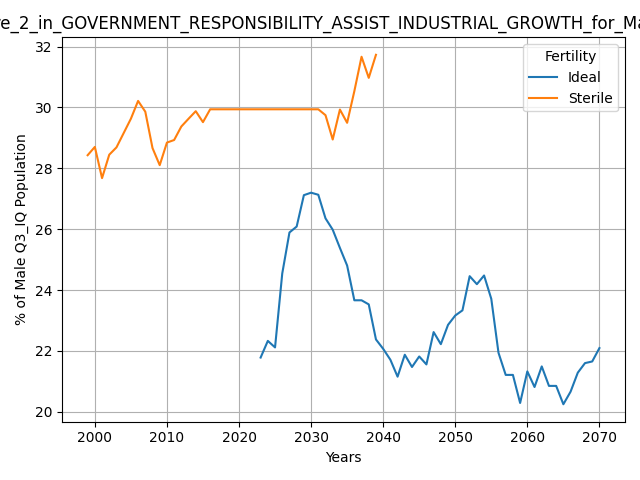 e_2_in_GOVERNMENT_RESPONSIBILITY_ASSIST_INDUSTRIAL_GROWTH_for_Ma
Fertility
Ideal
Sterile
% of Male Q3_IQ Population
32
30
28
26
24
22
20
2000 2010 2020 2030 2040 2050 2060 2070
Years